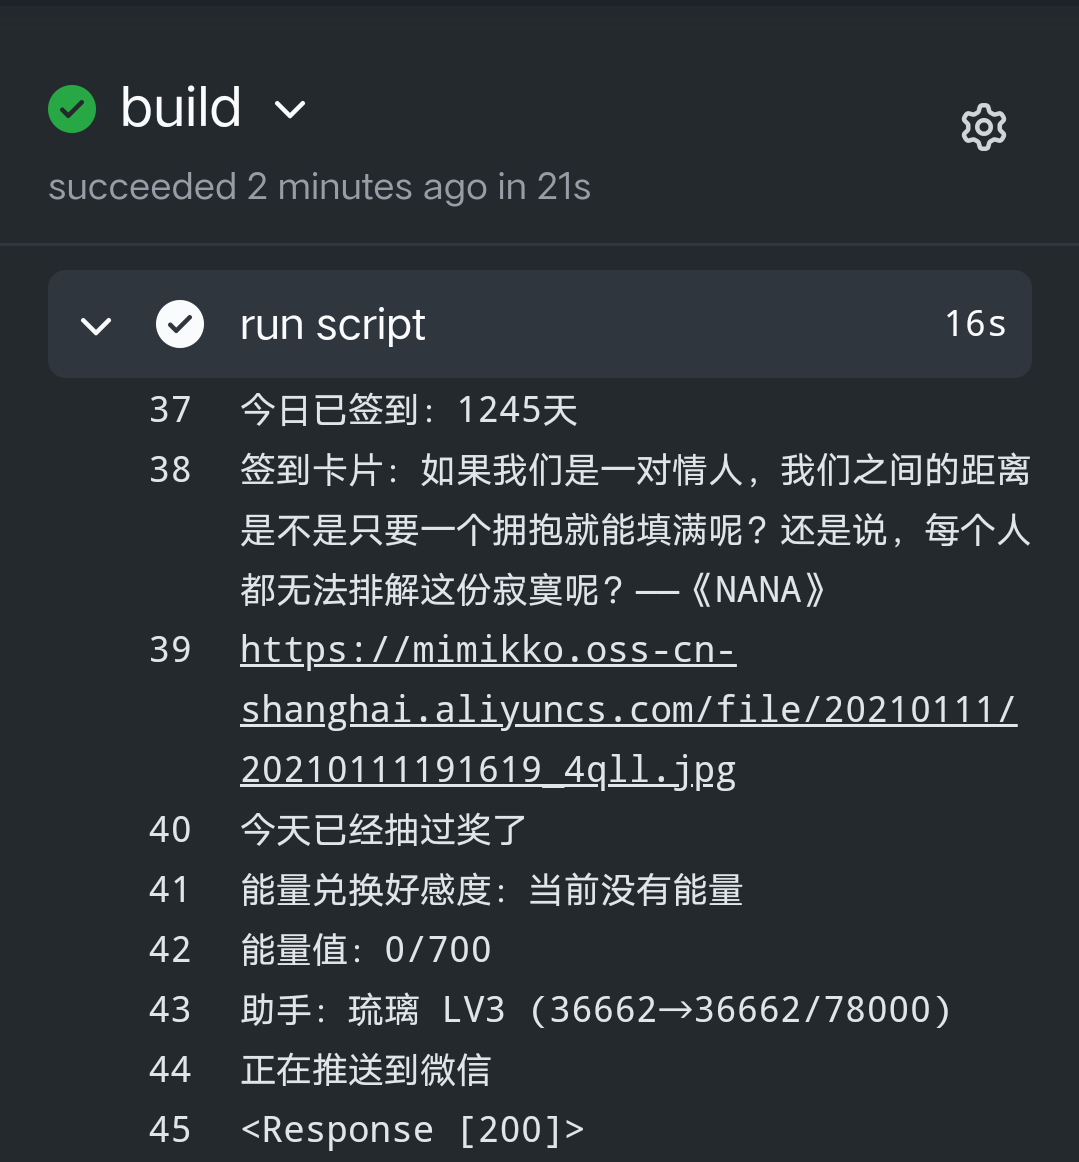 build
succeeded 2 minutes ago in 21s
run script 16s
37 今日已签到：1245天
38 签到卡片：如果我们是一对情人，我们之间的距离
是不是只要一个拥抱就能填满呢？还是说，每个人
都无法排解这份寂寞呢？——《NANA》
39 https://mimikko.oss-cn-
shanghai.aliyuncs.com/file/20210111/
20210111191619_4qll.jpg
40 今天已经抽过奖了
41 能量兑换好感度：当前没有能量
42 能量值：0/700
43 助手：琉璃 LV3 (36662→36662/78000)
44 正在推送到微信
45 <Response [200]>